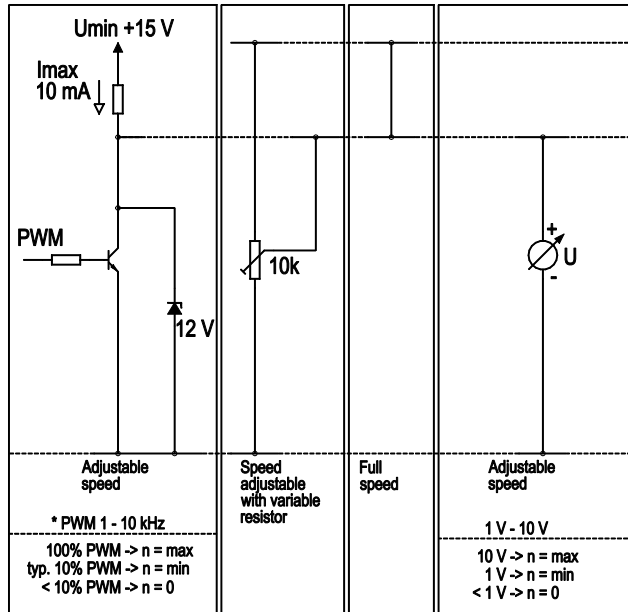 Umin +15 V
Imax
10 mA
PWM
12 V
10k
+
U
-
Adjustable
speed
* PWM 1 - 10 kHz
100% PWM -> n = max
typ. 10% PWM -> n = min
< 10% PWM -> n = 0
Speed
adjustable
with variable
resistor
Full
speed
Adjustable
speed
1 V - 10 V
10 V -> n = max
1 V -> n = min
< 1 V -> n = 0